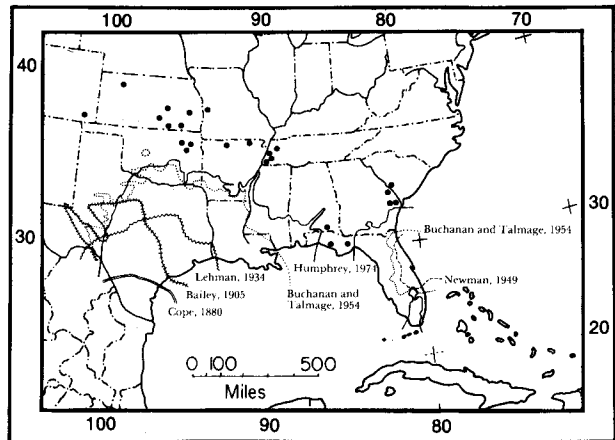 100 90 80 70
40
30
30
20
Buchanan and Talmage, 1954
Lehman, 1934
Humphrey, 1974
Bailey, 1905
Buchanan and
Talmage, 1954
Newman, 1949
Cope, 1880
0 100 500
Miles
100 90 80